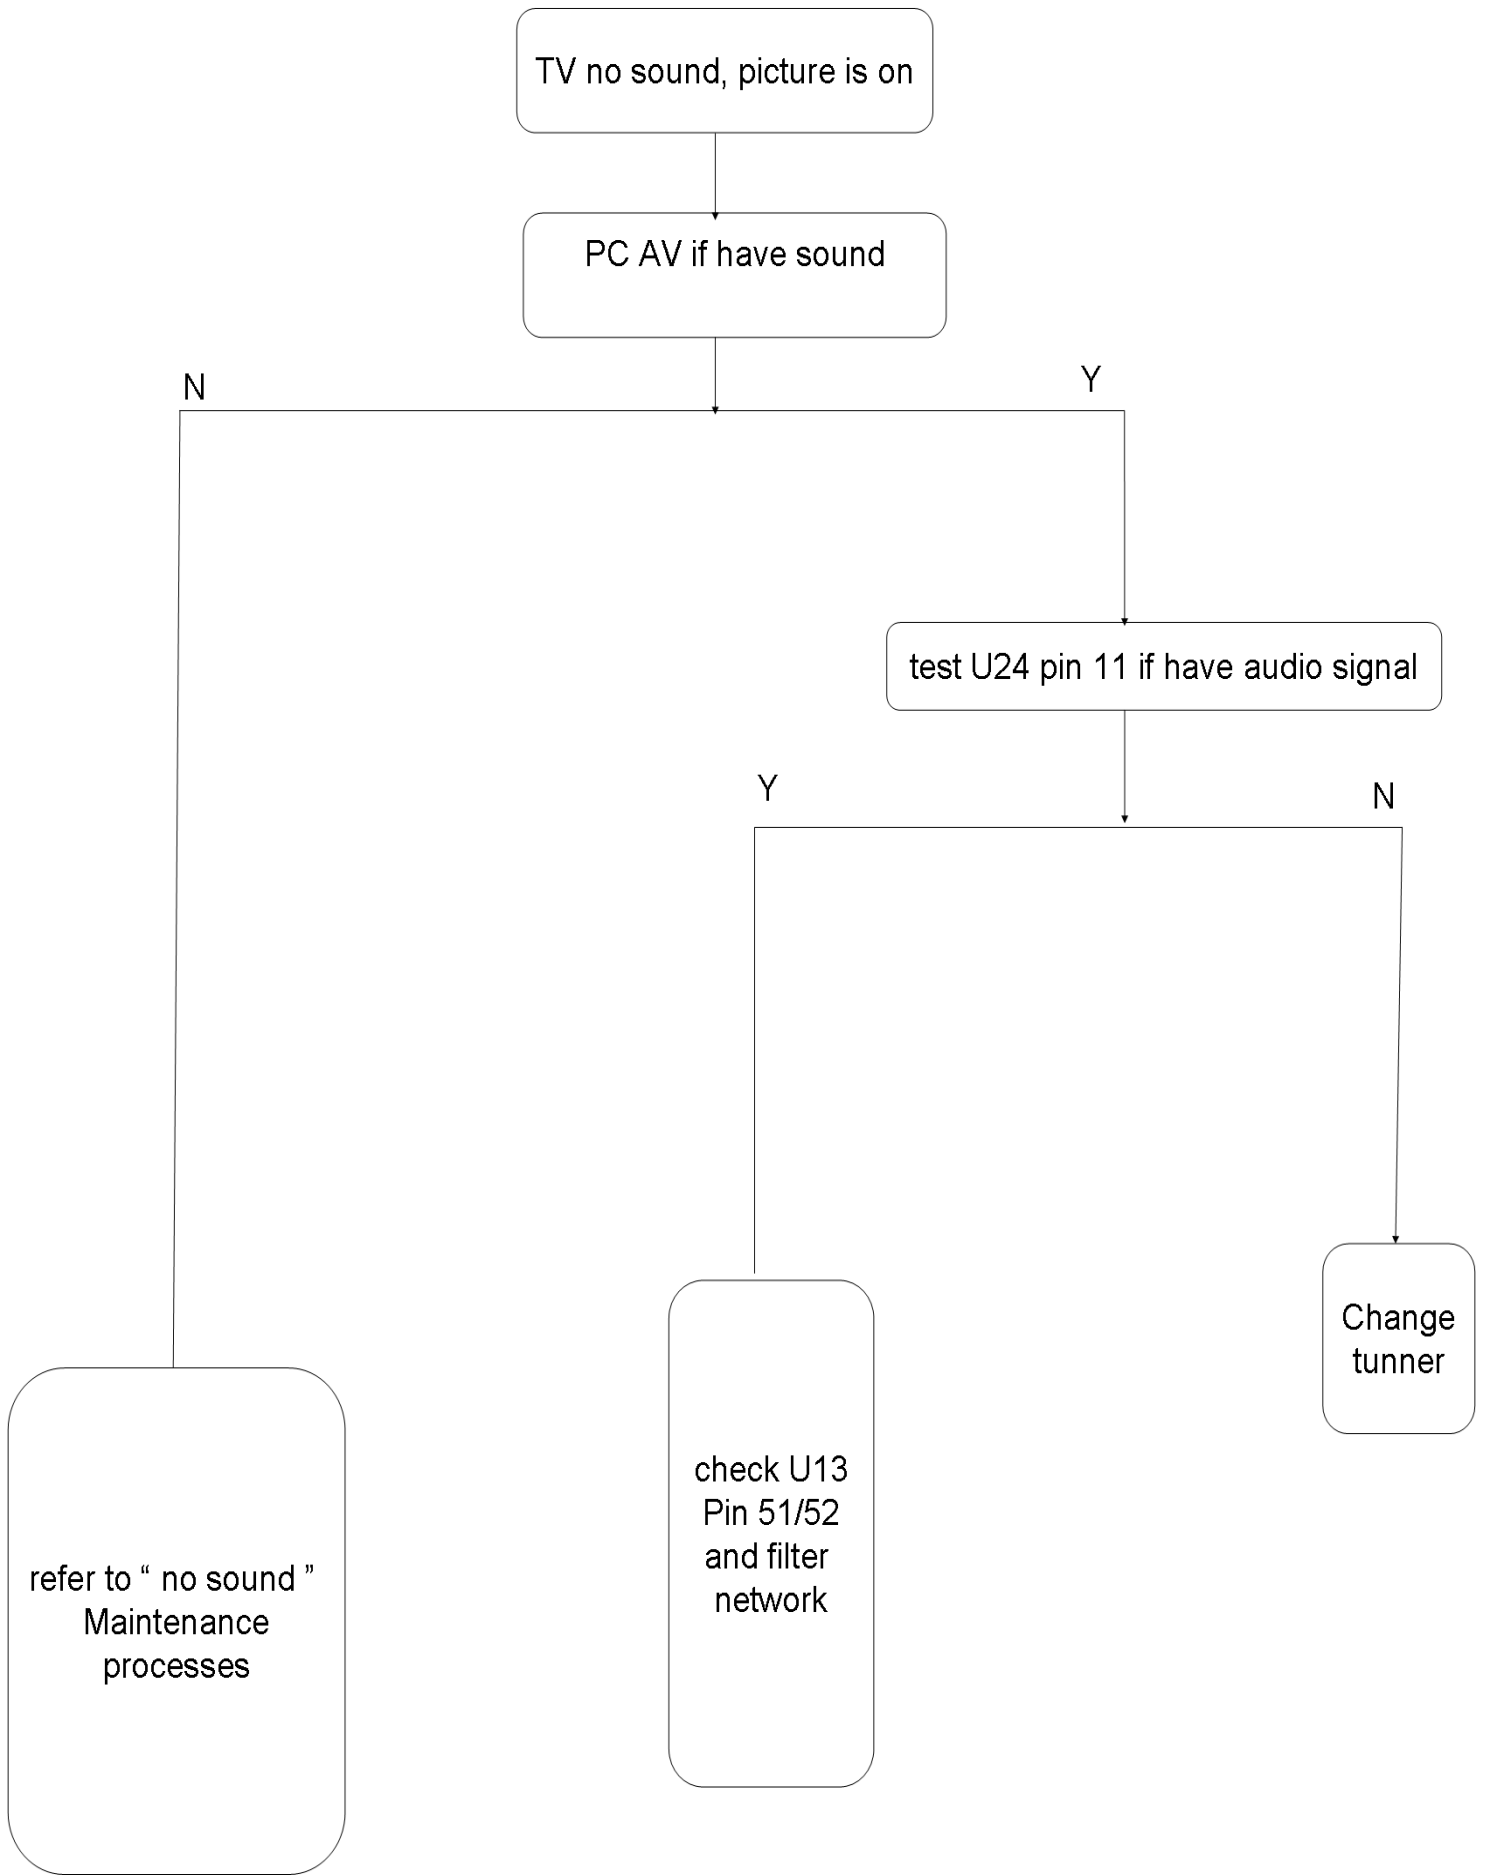 TV no sound, picture is on
PC AV if have sound
N
Y
test U24 pin 11 if have audio signal
Y
N
Change
tunner
check U13
Pin 51/52
and filter
network
refer to “ no sound ”
Maintenance
processes